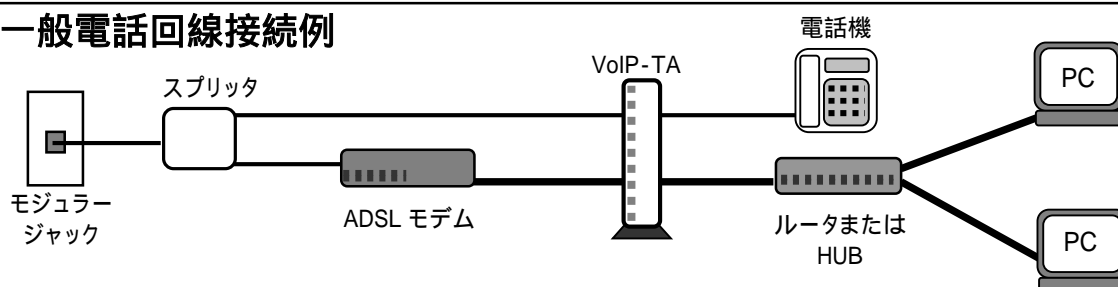 一般電話回線接続例
電話機
VoIP-TA
スプリッタ
PC
モジュラー
ジャック
ADSL モデム
ルータまたは
HUB
PC